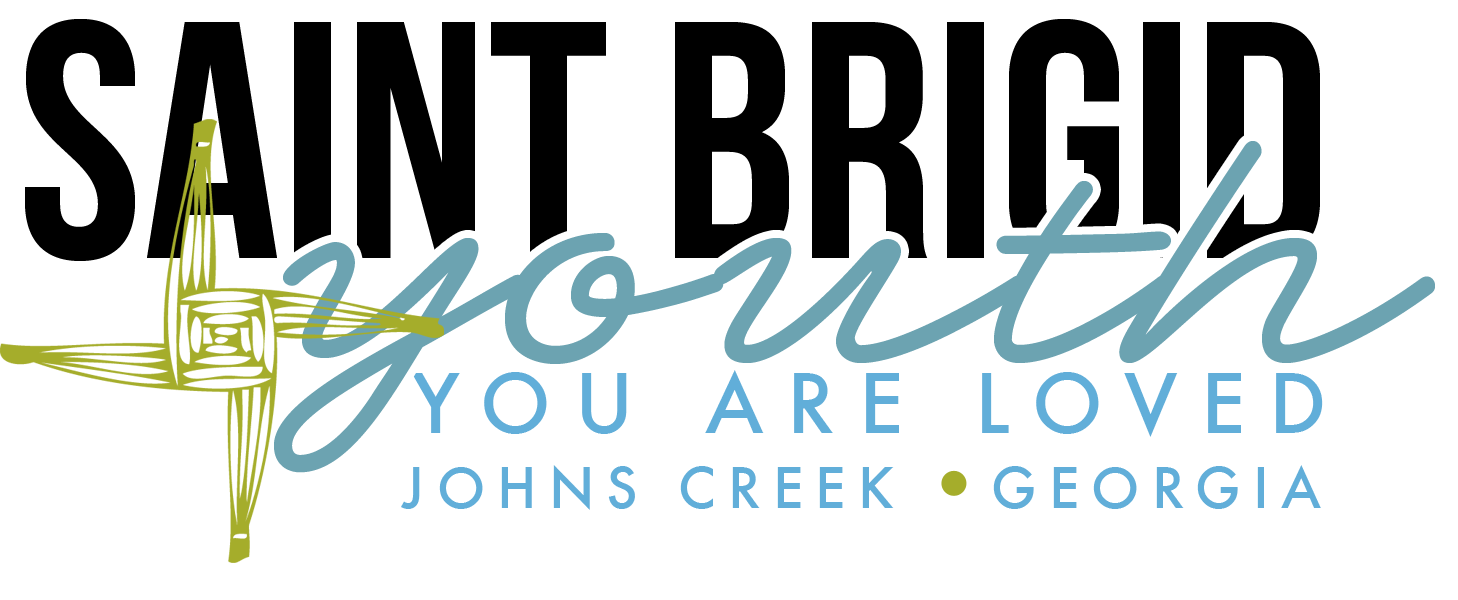 SAINT BRIGID
youth
YOU ARE LOVED
JOHNS CREEK • GEORGIA